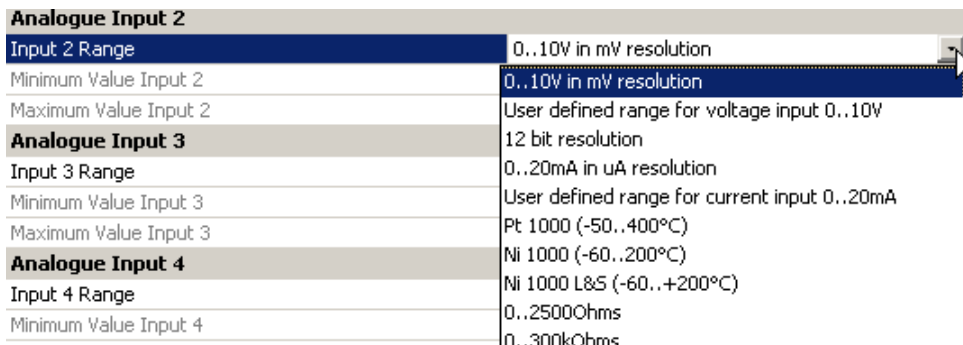 Analogue Input 2
Input 2 Range 0..10V in mV resolution
Minimum Value Input 2
Maximum Value Input 2
Analogue Input 3
Input 3 Range
Minimum Value Input 3
Maximum Value Input 3
Analogue Input 4
Input 4 Range
Minimum Value Input 4
0..10V in mV resolution
User defined range for voltage input 0..10V
12 bit resolution
0..20mA in uA resolution
User defined range for current input 0..20mA
Pt 1000 (-50..400°C)
Ni 1000 (-60..200°C)
Ni 1000 L&S (-60..+200°C)
0..2500Ohms
0..300kOhms